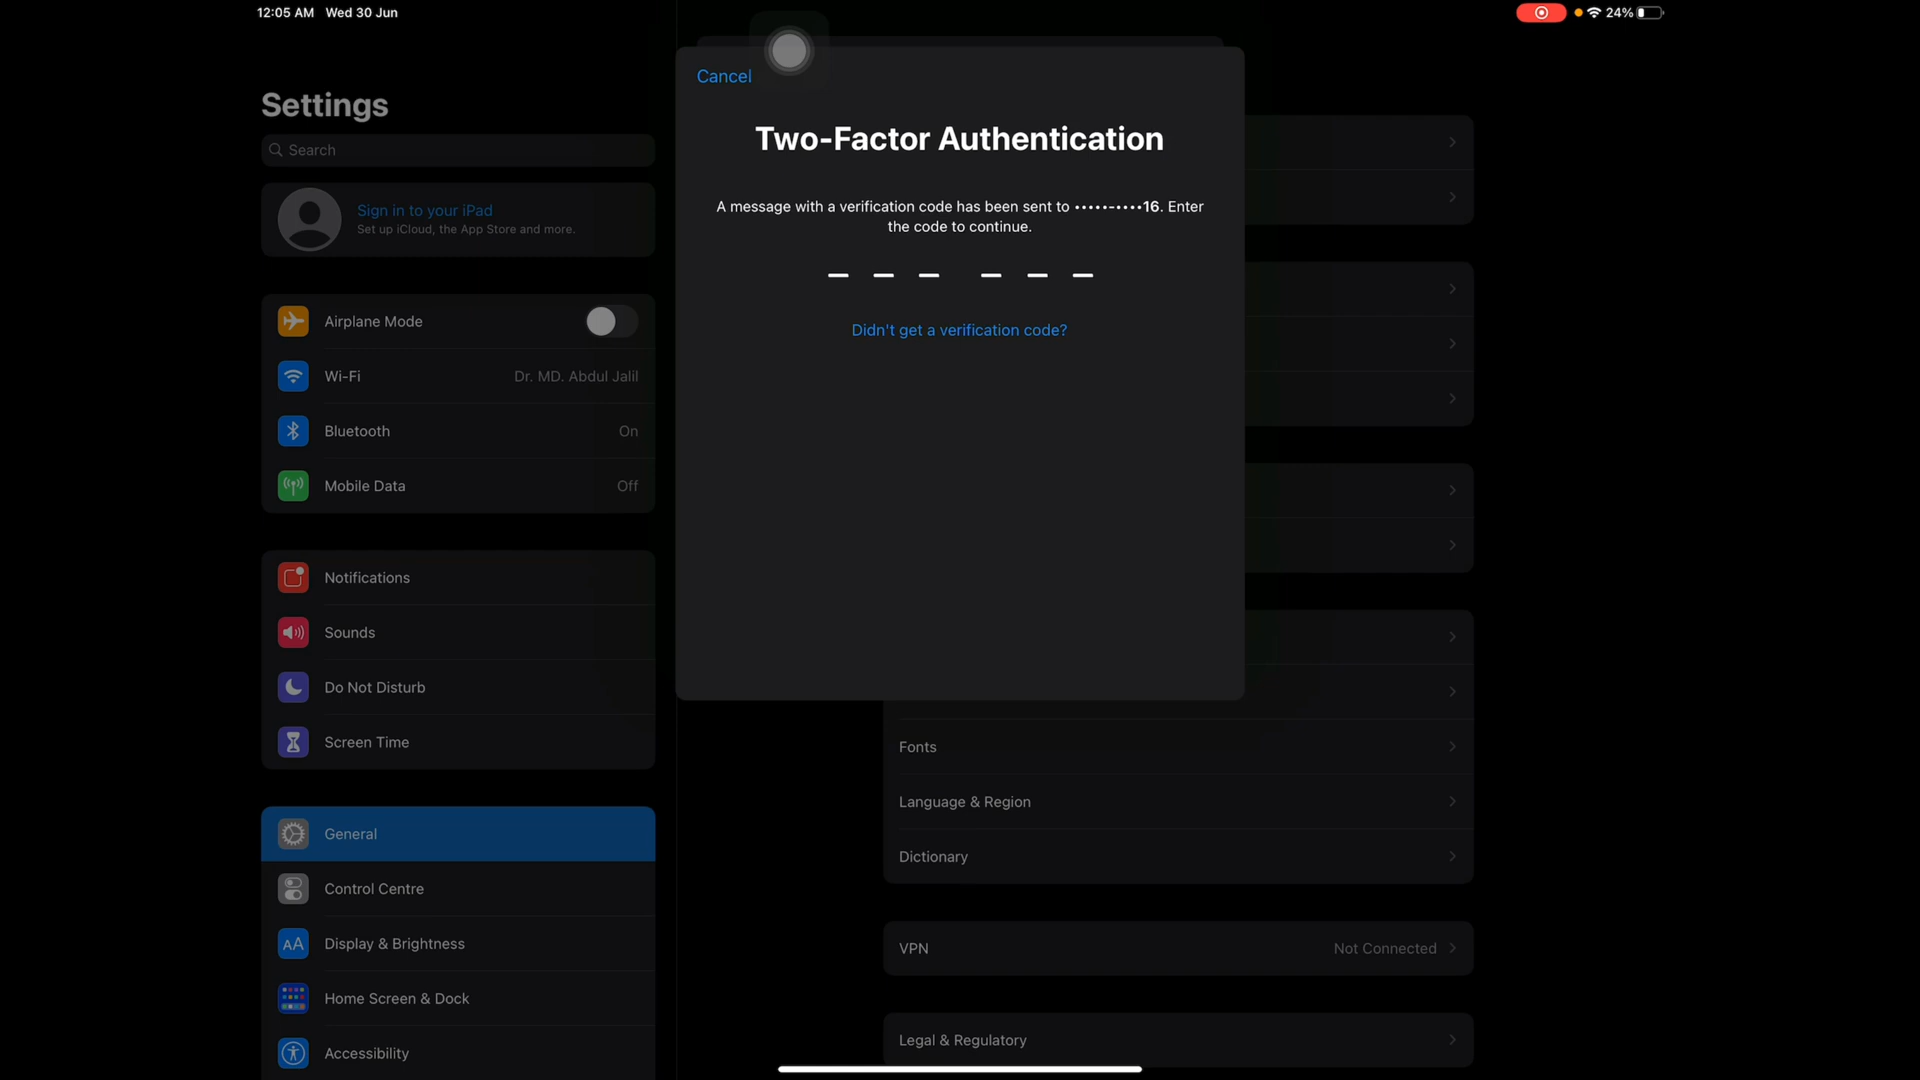 12:05 AM Wed 30 Jun
24%
Settings
Search
Sign in to your iPad
Set up iCloud, the App Store and more.
Airplane Mode
Wi-Fi Dr. MD. Abdul Jalil
Bluetooth On
Mobile Data Off
Notifications
Sounds
Do Not Disturb
Screen Time
General
Control Centre
AA Display & Brightness
Home Screen & Dock
Accessibility
Cancel
Two-Factor Authentication
A message with a verification code has been sent to •••••-••••16. Enter
the code to continue.
Didn't get a verification code?
Fonts
Language & Region
Dictionary
VPN Not Connected
Legal & Regulatory